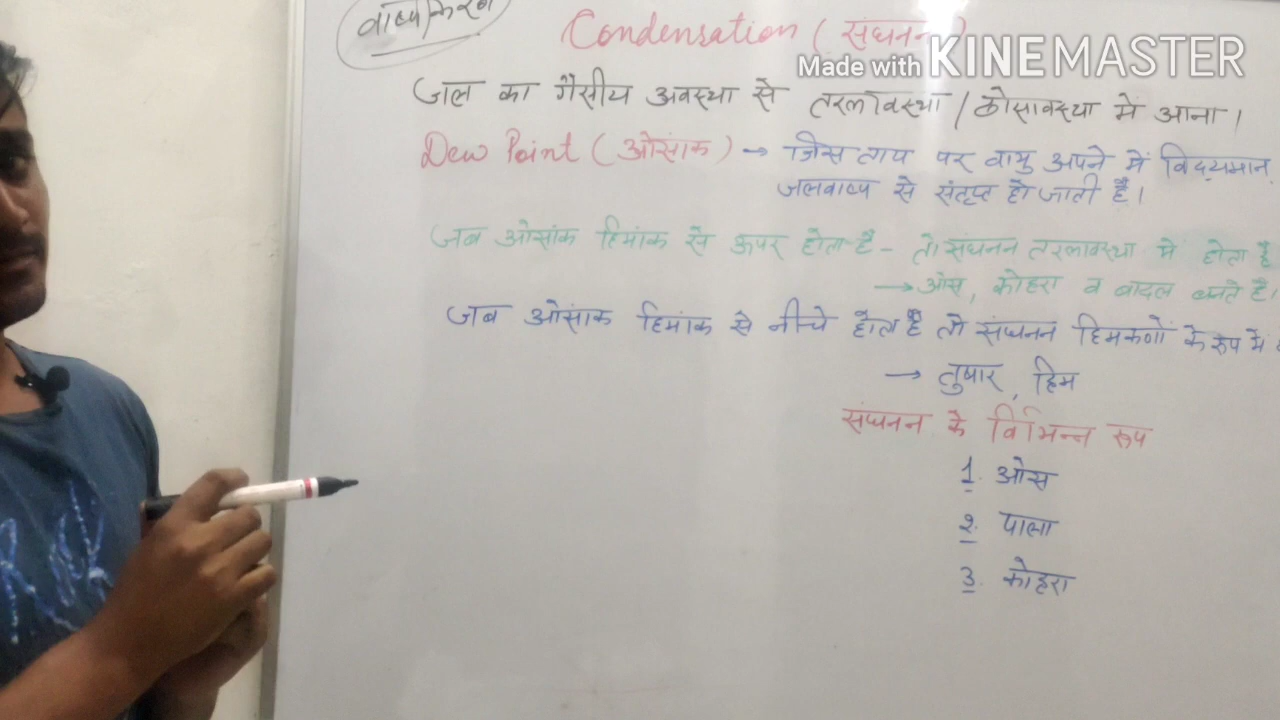 वाष्पीकरण
Condensation (संघनन)
Made with KINEMASTER
जल का गैसीय अवस्था से तरलावस्था / ठोसावस्था में आना।
Dew Point (ओसांक) → जिस ताप पर वायु अपने में विद्यमान
जलवाष्प से संतृप्त हो जाती है।
जब ओसांक हिमांक से ऊपर होता है - तो संघनन तरलावस्था मे होता है
→ ओस, कोहरा व बादल बनते है।
जब ओसांक हिमांक से नीचे होता है तो संघनन हिमकणों के रूप में
→ तुषार, हिम
संघनन के विभिन्न रूप
1. ओस
2. पाला
3. कोहरा